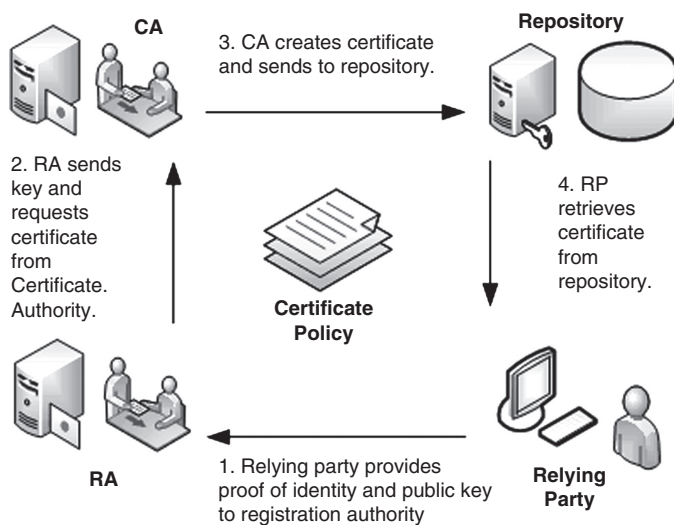 CA
3. CA creates certificate
and sends to repository.
Repository
2. RA sends
key and
requests
certificate
from
Certificate.
Authority.
4. RP
retrieves
certificate
from
repository.
Certificate
Policy
RA
1. Relying party provides
proof of identity and public key
to registration authority
Relying
Party